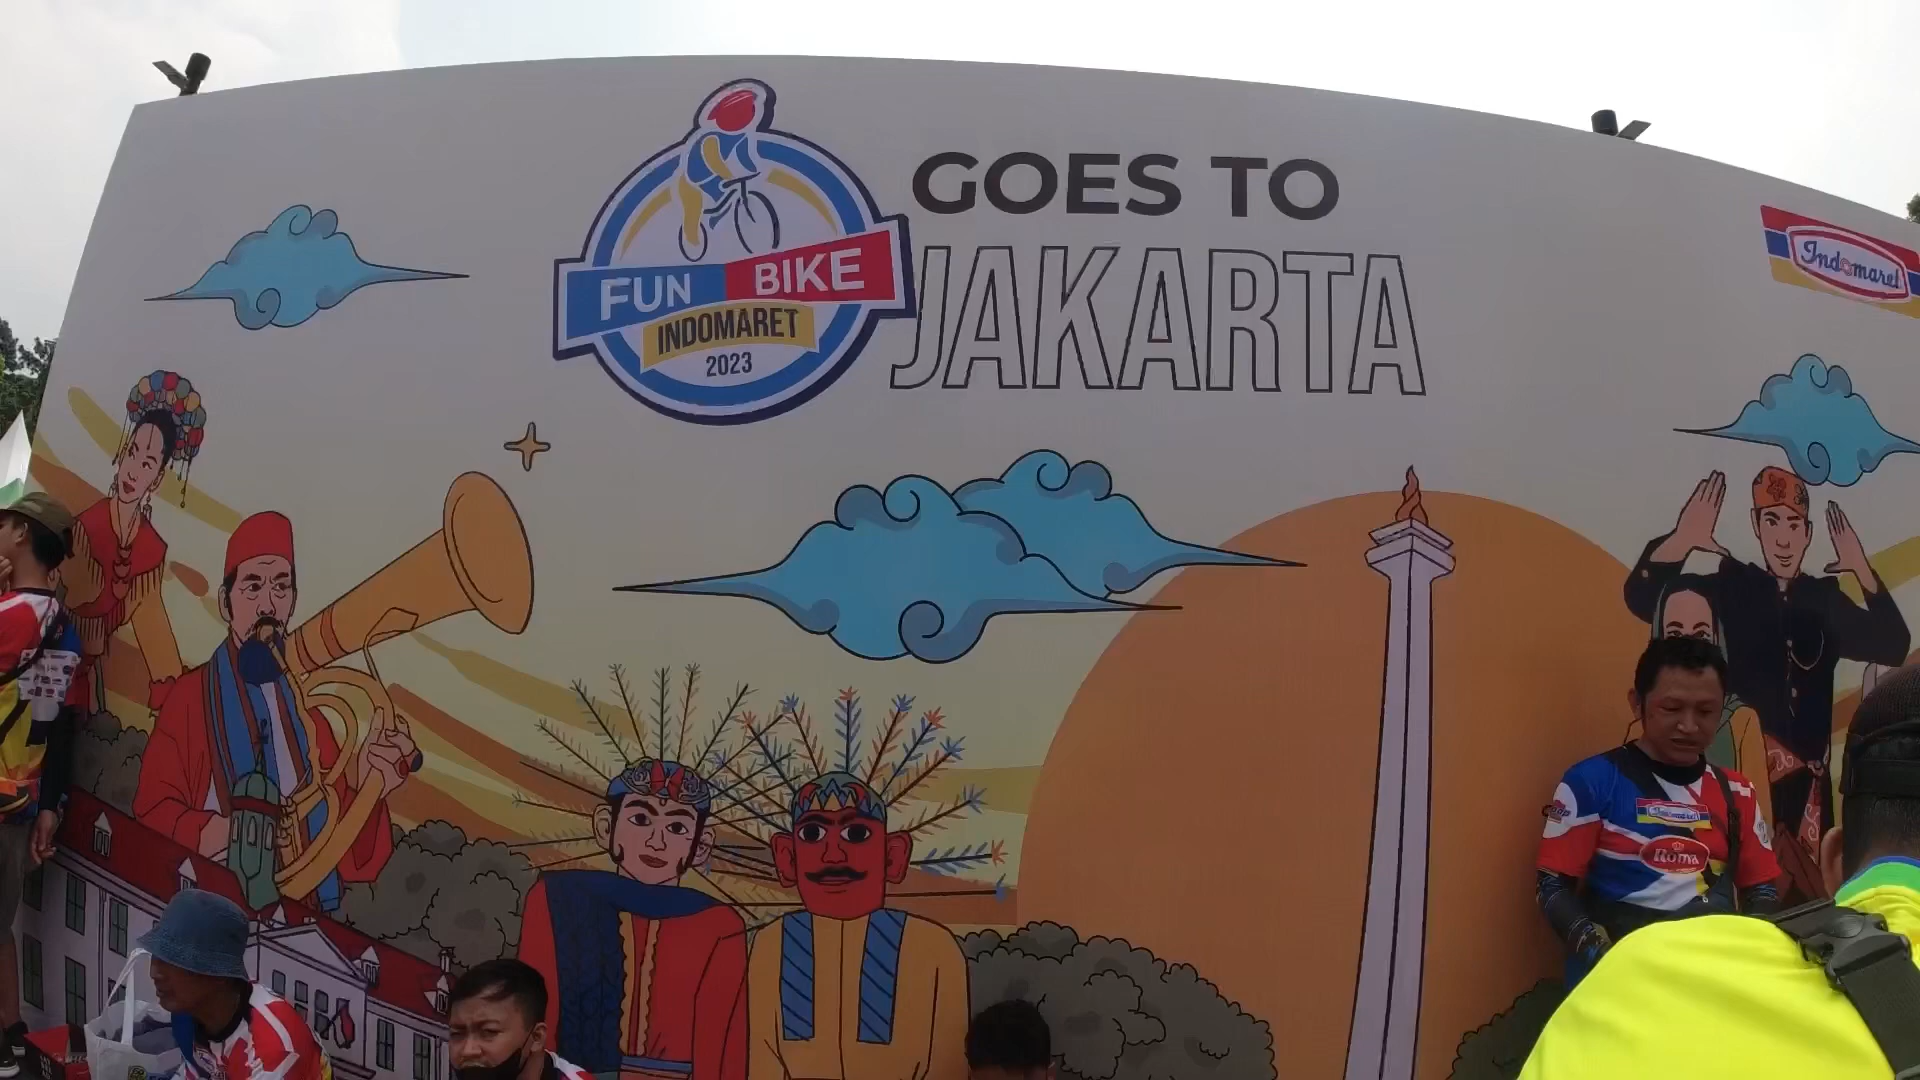 GOES TO
JAKARTA
FUN BIKE
INDOMARET
2023
Indomaret
Indomaret
Roma